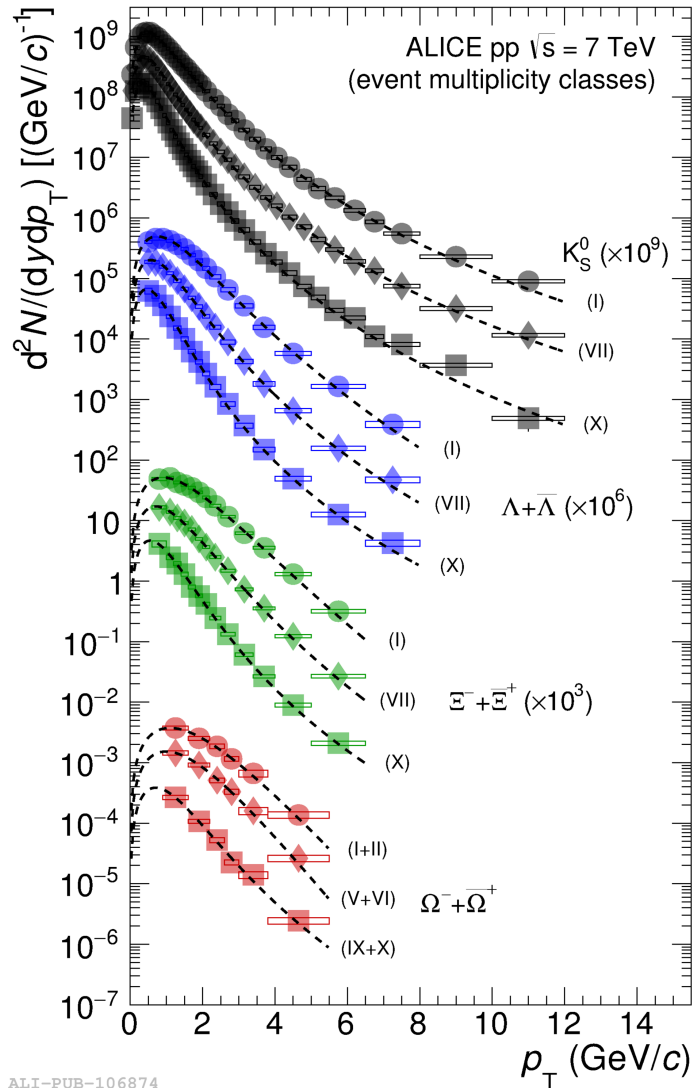 ALICE pp √s = 7 TeV
(event multiplicity classes)
d²N/(dydp_T) [(GeV/c)⁻¹]
10⁹
10⁸
10⁷
10⁶
10⁵
10⁴
10³
10²
10
1
10⁻¹
10⁻²
10⁻³
10⁻⁴
10⁻⁵
10⁻⁶
10⁻⁷
K⁰_S (×10⁹)
(I)
(VII)
(X)
(I)
(VII)
Λ+Λ̅ (×10⁶)
(X)
(I)
(VII)
Ξ⁻+Ξ̅⁺ (×10³)
(X)
(I+II)
(V+VI)
Ω⁻+Ω̅⁺
(IX+X)
0 2 4 6 8 10 12 14
p_T (GeV/c)
ALI−PUB−106874